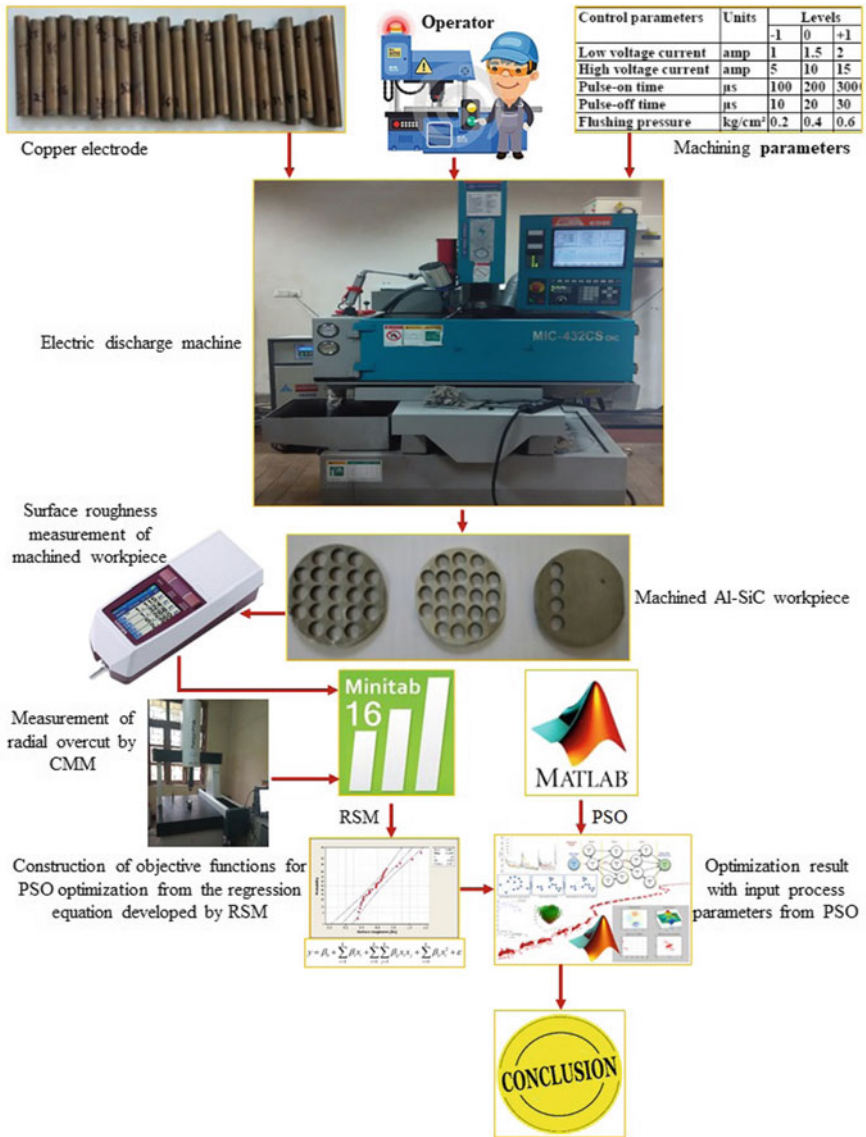 Operator
Control parameters Units Levels
-1 0 +1
Low voltage current amp 1 1.5 2
High voltage current amp 5 10 15
Pulse-on time µs 100 200 3000
Pulse-off time µs 10 20 30
Flushing pressure kg/cm² 0.2 0.4 0.6
Copper electrode
Machining parameters
Electric discharge machine
MIC-432CS CNC
Surface roughness
measurement of
machined workpiece
Machined Al-SiC workpiece
Measurement of
radial overcut by
CMM
Minitab
16
MATLAB®
RSM
PSO
Construction of objective functions for
PSO optimization from the regression
equation developed by RSM
Optimization result
with input process
parameters from PSO
CONCLUSION